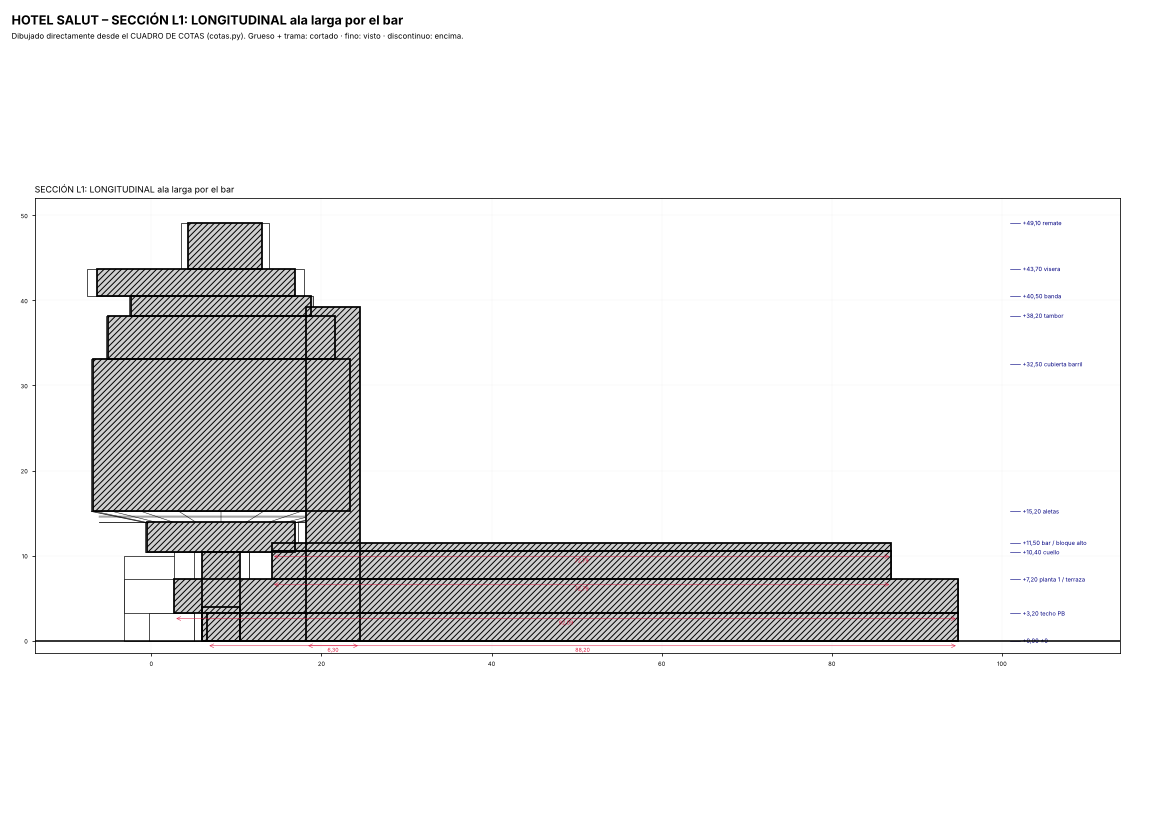 HOTEL SALUT – SECCIÓN L1: LONGITUDINAL ala larga por el bar
Dibujado directamente desde el CUADRO DE COTAS (cotas.py). Grueso + trama: cortado · fino: visto · discontinuo: encima.
SECCIÓN L1: LONGITUDINAL ala larga por el bar
50
+49,10 remate
+43,70 visera
40
+40,50 banda
+38,20 tambor
+32,50 cubierta barril
30
20
+15,20 aletas
+11,50 bar / bloque alto
+10,40 cuello
10
+7,20 planta 1 / terraza
+3,20 techo PB
0
6,30
88,20
0
20
40
60
80
100